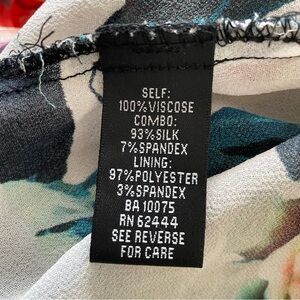 SELF:
100%VISCOSE
COMBO:
93%SILK
7%SPANDEX
LINING:
97%POLYESTER
3%SPANDEX
BA 10075
RN 62444
SEE REVERSE
FOR CARE